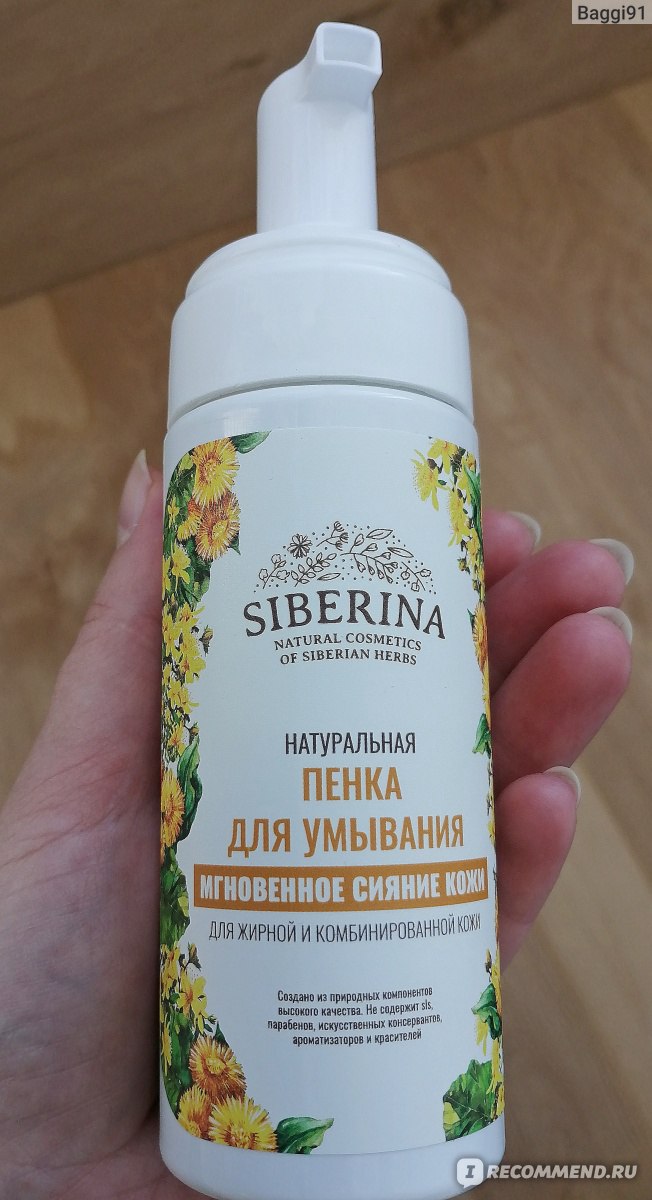 Baggi91
SIBERINA
NATURAL COSMETICS
OF SIBERIAN HERBS
НАТУРАЛЬНАЯ
ПЕНКА
ДЛЯ УМЫВАНИЯ
МГНОВЕННОЕ СИЯНИЕ КОЖИ
ДЛЯ ЖИРНОЙ И КОМБИНИРОВАННОЙ КОЖИ
Создано из природных компонентов
высокого качества. Не содержит sls,
парабенов, искусственных консервантов,
ароматизаторов и красителей
I RECOMMEND.RU